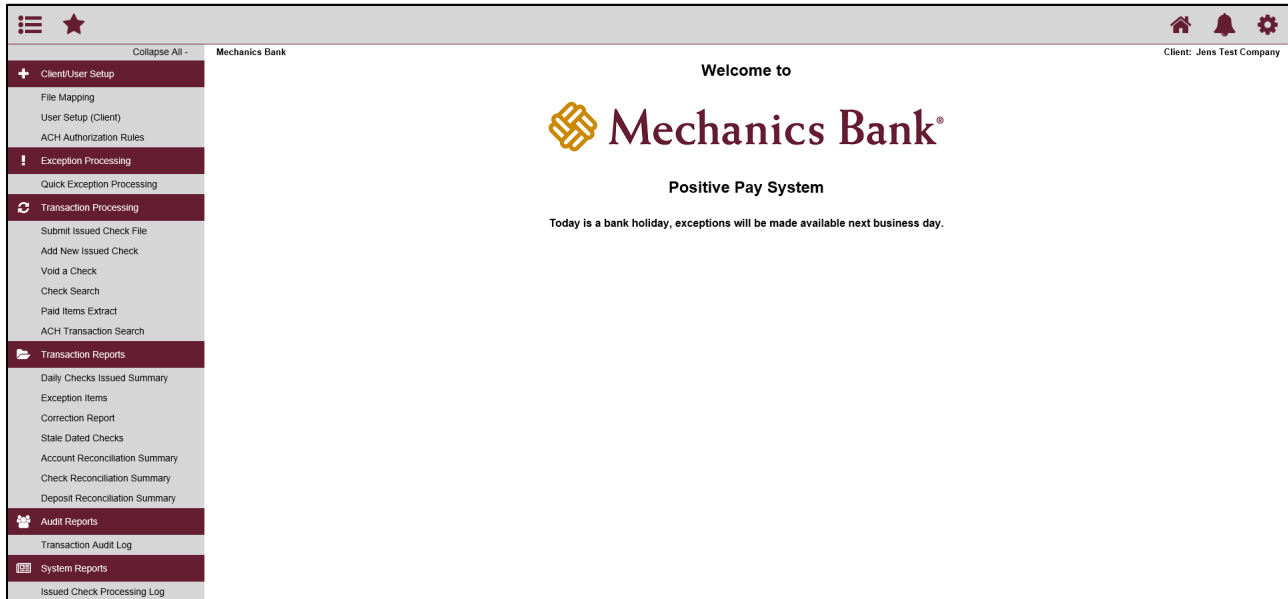 Collapse All -
Mechanics Bank
Client: Jens Test Company
Client/User Setup
File Mapping
User Setup (Client)
ACH Authorization Rules
Exception Processing
Quick Exception Processing
Transaction Processing
Submit Issued Check File
Add New Issued Check
Void a Check
Check Search
Paid Items Extract
ACH Transaction Search
Transaction Reports
Daily Checks Issued Summary
Exception Items
Correction Report
Stale Dated Checks
Account Reconciliation Summary
Check Reconciliation Summary
Deposit Reconciliation Summary
Audit Reports
Transaction Audit Log
System Reports
Issued Check Processing Log
Welcome to
Mechanics Bank®
Positive Pay System
Today is a bank holiday, exceptions will be made available next business day.